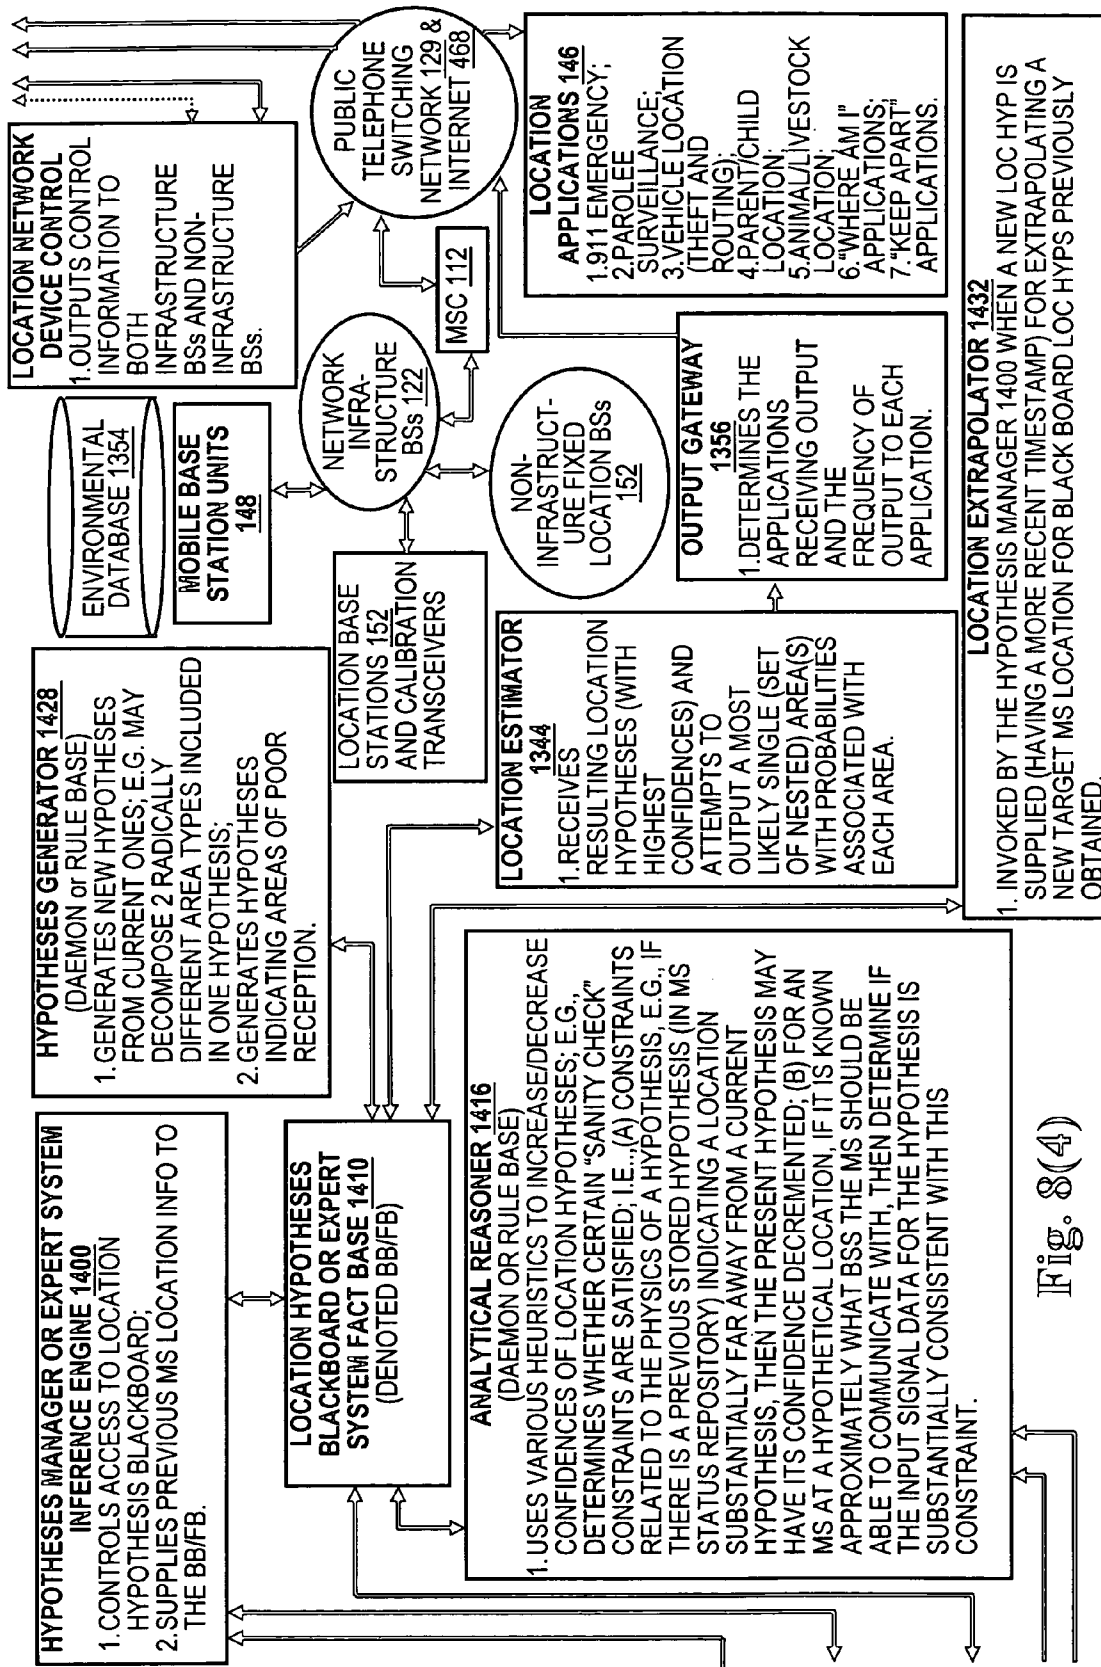 HYPOTHESES MANAGER OR EXPERT SYSTEM
INFERENCE ENGINE 1400
1. CONTROLS ACCESS TO LOCATION
HYPOTHESIS BLACKBOARD;
2. SUPPLIES PREVIOUS MS LOCATION INFO TO
THE BB/FB.
HYPOTHESES GENERATOR 1428
(DAEMON or RULE BASE)
1. GENERATES NEW HYPOTHESES
FROM CURRENT ONES; E.G. MAY
DECOMPOSE 2 RADICALLY
DIFFERENT AREA TYPES INCLUDED
IN ONE HYPOTHESIS;
2. GENERATES HYPOTHESES
INDICATING AREAS OF POOR
RECEPTION.
ENVIRONMENTAL
DATABASE 1354
MOBILE BASE
STATION UNITS
148
LOCATION NETWORK
DEVICE CONTROL
1. OUTPUTS CONTROL
INFORMATION TO
BOTH
INFRASTRUCTURE
BSs AND NON-
INFRASTRUCTURE
BSs.
LOCATION HYPOTHESES
BLACKBOARD OR EXPERT
SYSTEM FACT BASE 1410
(DENOTED BB/FB)
LOCATION BASE
STATIONS 152
AND CALIBRATION
TRANSCEIVERS
NETWORK
INFRA-
STRUCTURE
BSs 122
MSC 112
PUBLIC
TELEPHONE
SWITCHING
NETWORK 129 &
INTERNET 468
NON-
INFRASTRUCT-
URE FIXED
LOCATION BSs
152
ANALYTICAL REASONER 1416
(DAEMON OR RULE BASE)
1. USES VARIOUS HEURISTICS TO INCREASE/DECREASE
CONFIDENCES OF LOCATION HYPOTHESES; E.G.,
DETERMINES WHETHER CERTAIN "SANITY CHECK"
CONSTRAINTS ARE SATISFIED; I.E..,(A) CONSTRAINTS
RELATED TO THE PHYSICS OF A HYPOTHESIS, E.G., IF
THERE IS A PREVIOUS STORED HYPOTHESIS (IN MS
STATUS REPOSITORY) INDICATING A LOCATION
SUBSTANTIALLY FAR AWAY FROM A CURRENT
HYPOTHESIS, THEN THE PRESENT HYPOTHESIS MAY
HAVE ITS CONFIDENCE DECREMENTED; (B) FOR AN
MS AT A HYPOTHETICAL LOCATION, IF IT IS KNOWN
APPROXIMATELY WHAT BSS THE MS SHOULD BE
ABLE TO COMMUNICATE WITH, THEN DETERMINE IF
THE INPUT SIGNAL DATA FOR THE HYPOTHESIS IS
SUBSTANTIALLY CONSISTENT WITH THIS
CONSTRAINT.
LOCATION ESTIMATOR
1344
1. RECEIVES
RESULTING LOCATION
HYPOTHESES (WITH
HIGHEST
CONFIDENCES) AND
ATTEMPTS TO
OUTPUT A MOST
LIKELY SINGLE (SET
OF NESTED) AREA(S)
WITH PROBABILITIES
ASSOCIATED WITH
EACH AREA.
OUTPUT GATEWAY
1356
1. DETERMINES THE
APPLICATIONS
RECEIVING OUTPUT
AND THE
FREQUENCY OF
OUTPUT TO EACH
APPLICATION.
LOCATION
APPLICATIONS 146
1. 911 EMERGENCY;
2. PAROLEE
SURVEILLANCE;
3. VEHICLE LOCATION
(THEFT AND
ROUTING);
4. PARENT/CHILD
LOCATION;
5. ANIMAL/LIVESTOCK
LOCATION;
6. "WHERE AM I"
APPLICATIONS;
7. "KEEP APART"
APPLICATIONS.
LOCATION EXTRAPOLATOR 1432
1. INVOKED BY THE HYPOTHESIS MANAGER 1400 WHEN A NEW LOC HYP IS
SUPPLIED (HAVING A MORE RECENT TIMESTAMP) FOR EXTRAPOLATING A
NEW TARGET MS LOCATION FOR BLACK BOARD LOC HYPS PREVIOUSLY
OBTAINED.
Fig. 8(4)